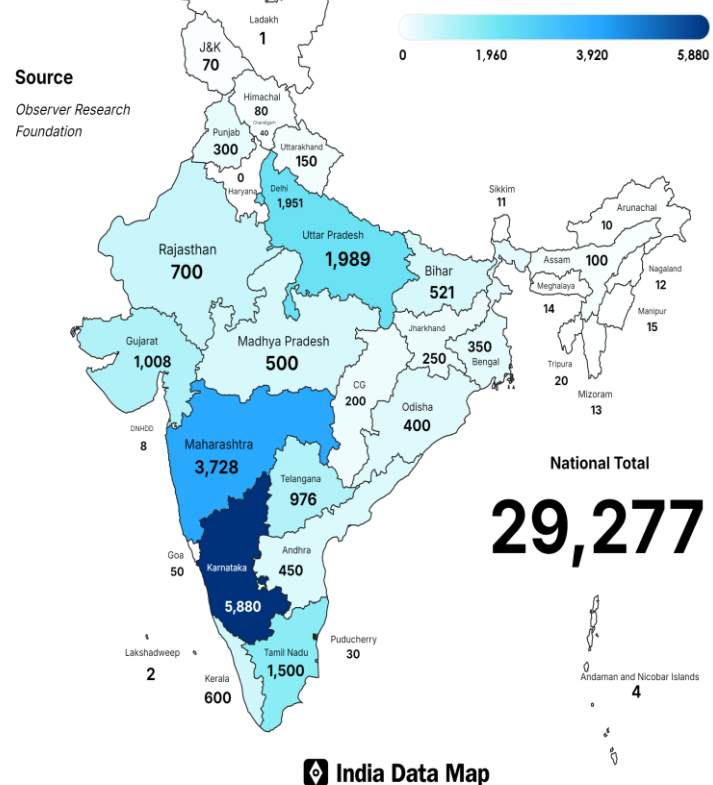 Ladakh
1
0 1,960 3,920 5,880
J&K
70
Source
Observer Research
Foundation
Himachal
80
Chandigarh
40
Punjab
300
Uttarakhand
150
0
Haryana
Delhi
1,951
Sikkim
11
Arunachal
10
Uttar Pradesh
1,989
Rajasthan
700
Bihar
521
Assam 100
Nagaland
12
Meghalaya
14
Manipur
15
Gujarat
1,008
Madhya Pradesh
500
Jharkhand
250
350
Bengal
Tripura
20
Mizoram
13
CG
200
Odisha
400
DNHDD
8
Maharashtra
3,728
National Total
29,277
Telangana
976
Goa
50
Andhra
450
Karnataka
5,880
Puducherry
30
Lakshadweep
2
Tamil Nadu
1,500
Kerala
600
Andaman and Nicobar Islands
4
India Data Map